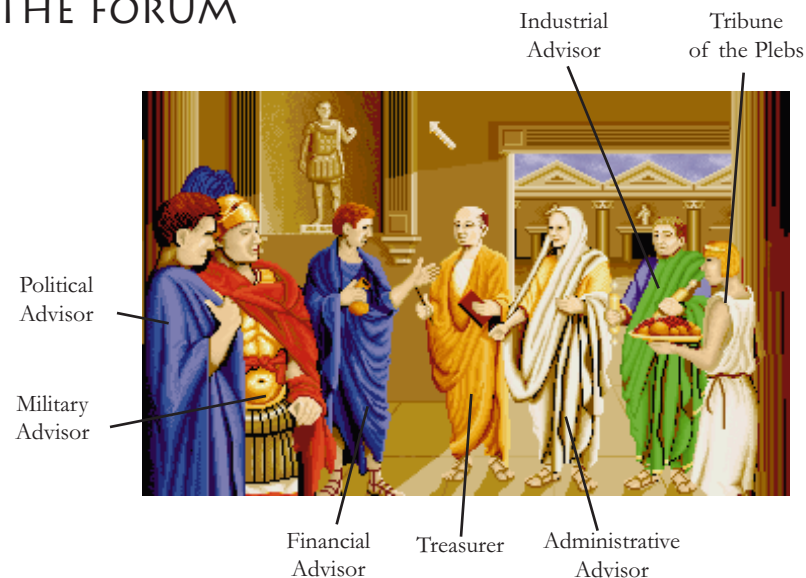 THE FORUM
Industrial
Advisor
Tribune
of the Plebs
Political
Advisor
Military
Advisor
Financial
Advisor
Treasurer
Administrative
Advisor